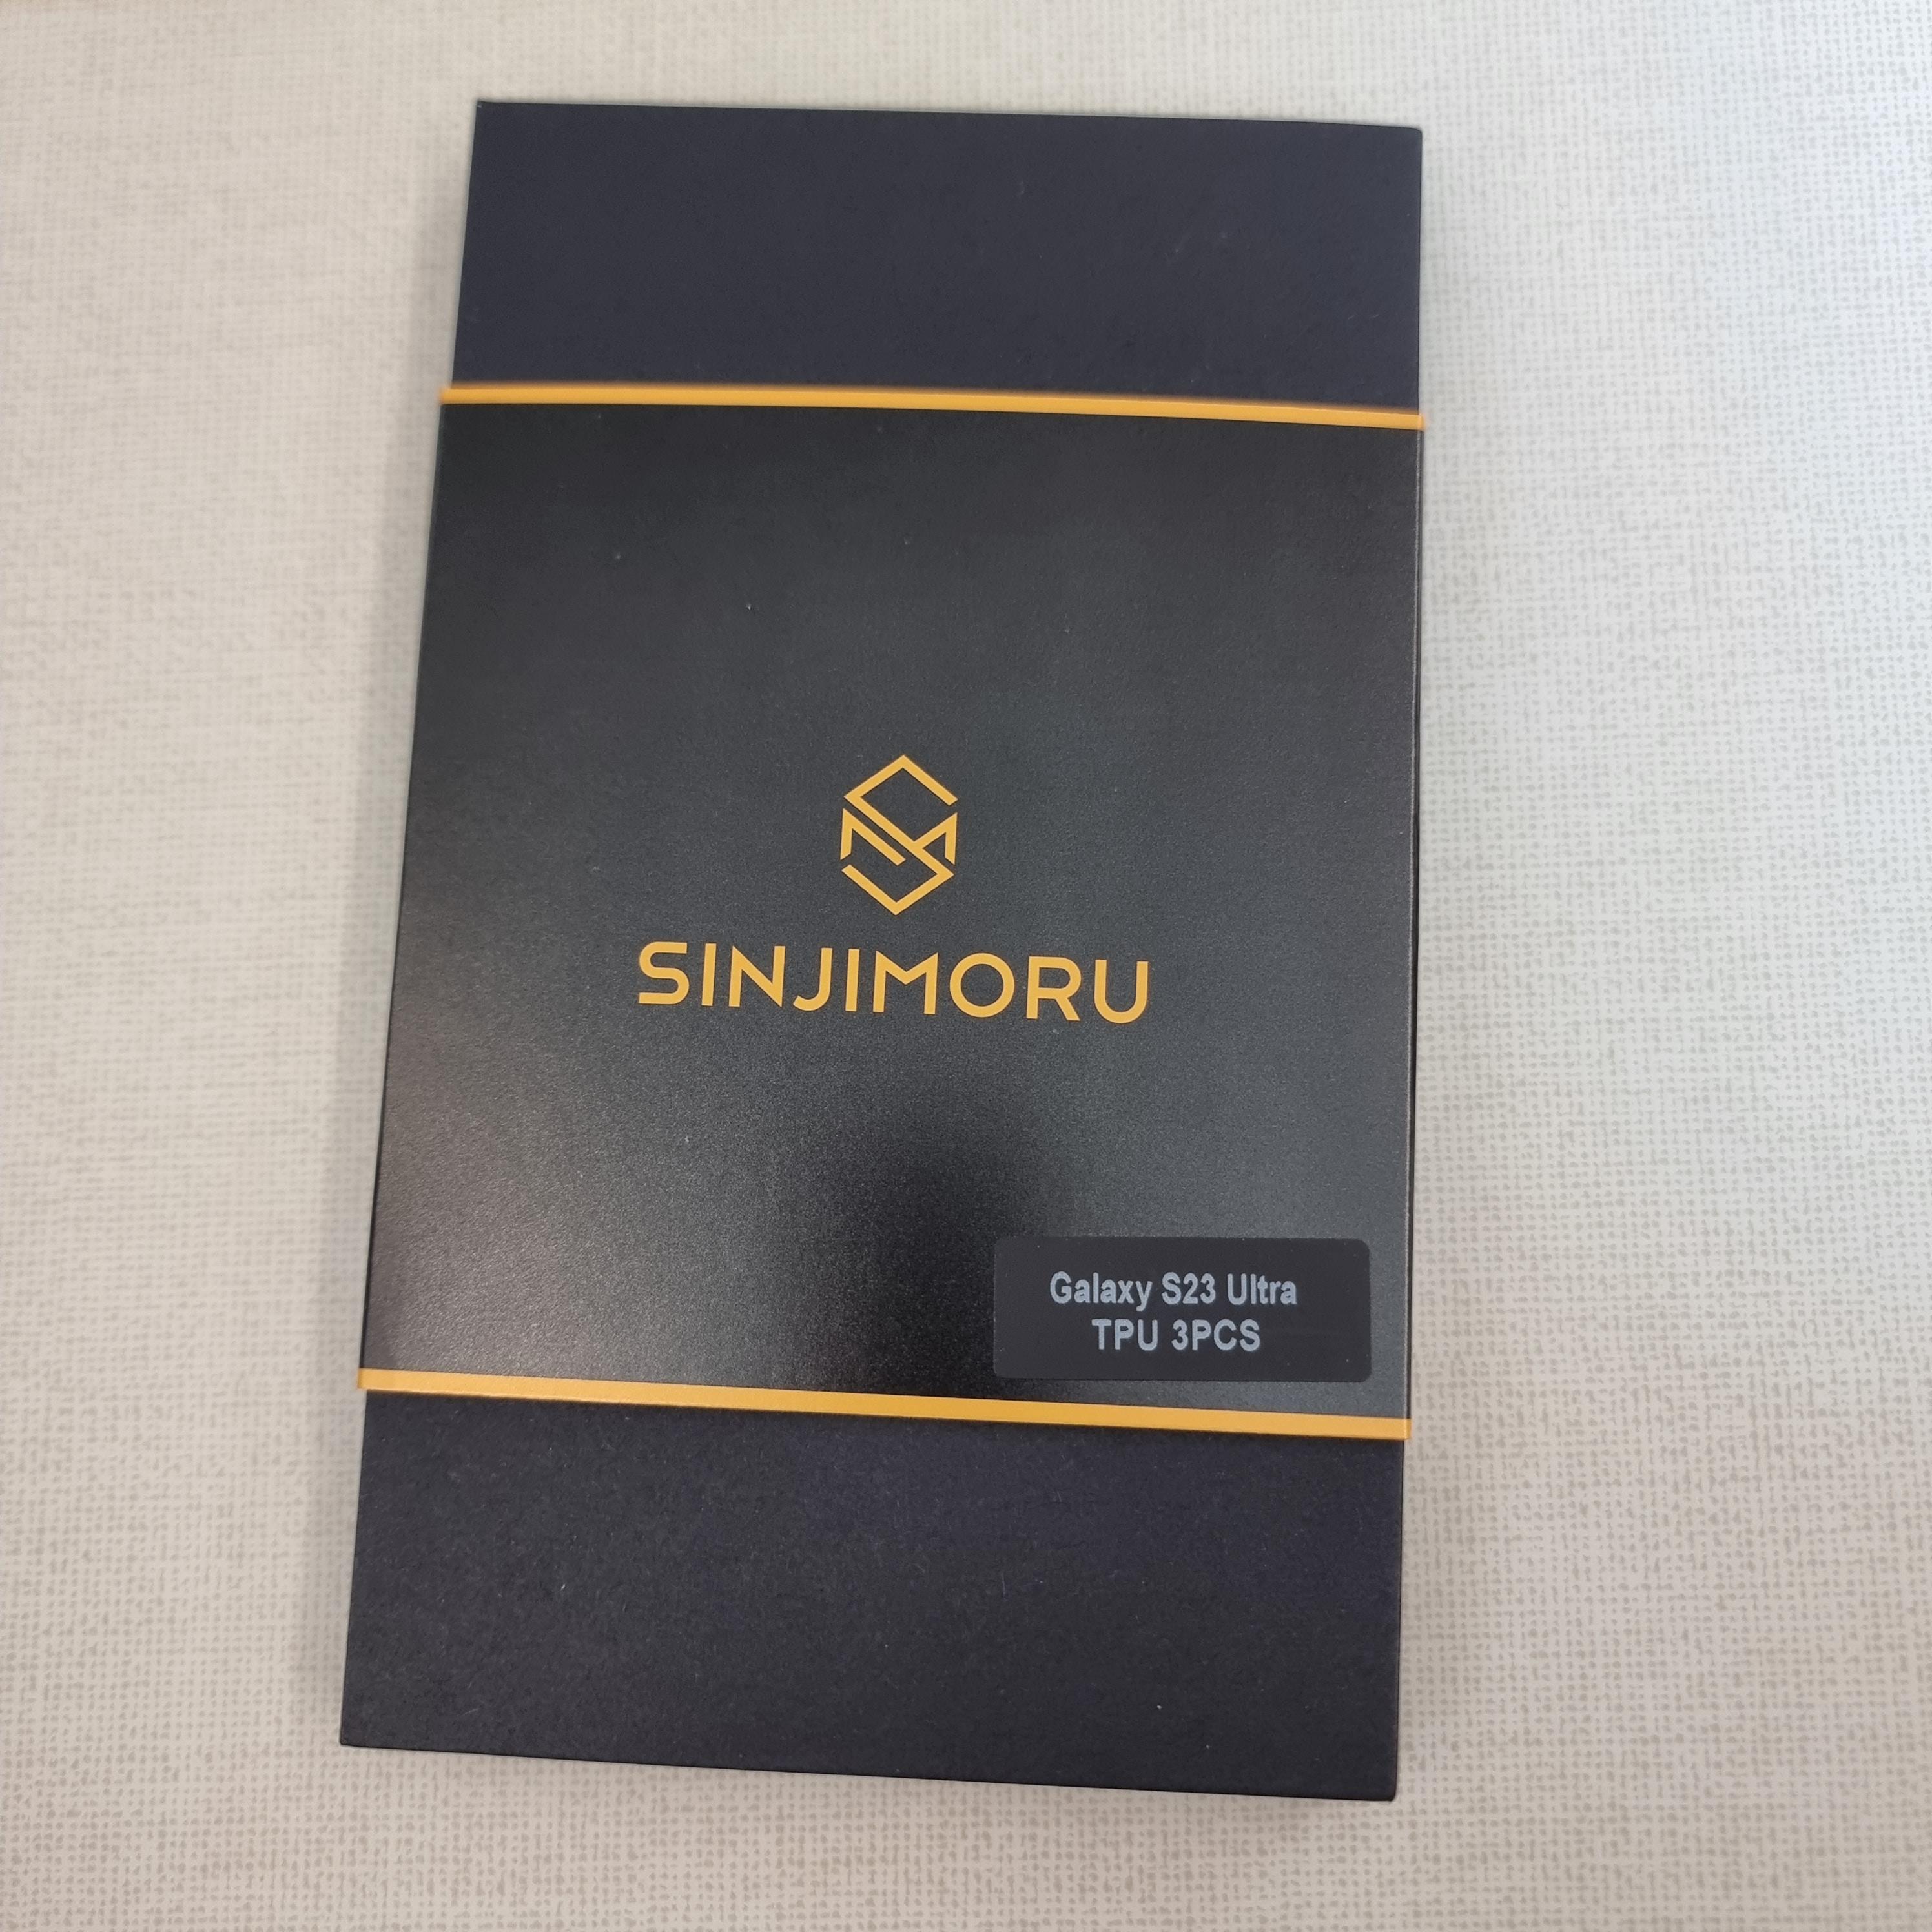 SINJIMORU
Galaxy S23 Ultra
TPU 3PCS